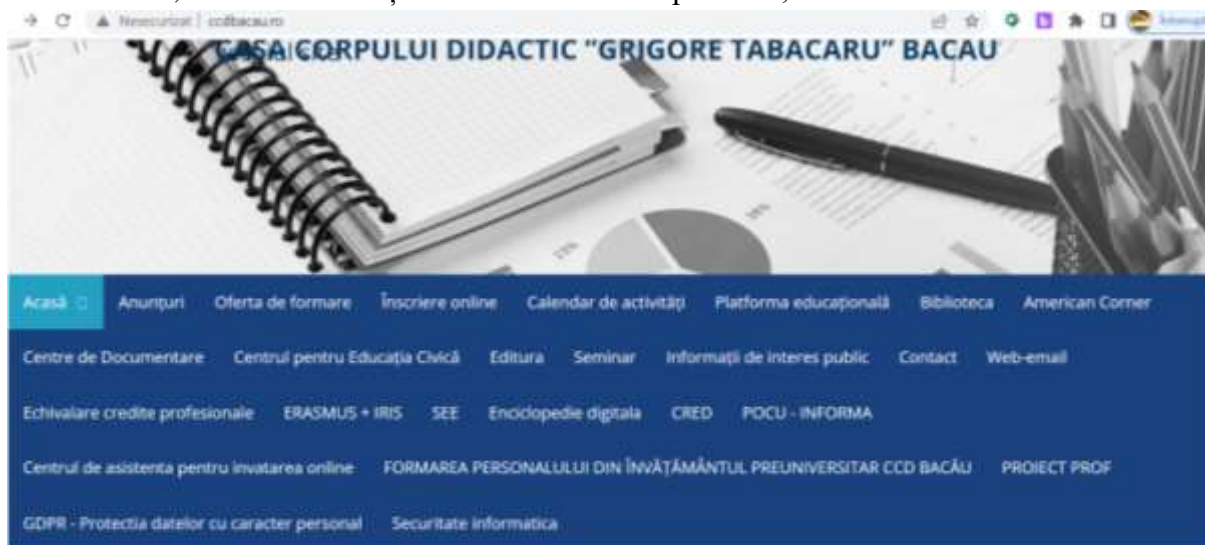 Nesecurizat | ccdbacau.ro
CASA CORPULUI DIDACTIC "GRIGORE TABACARU" BACAU
25%
Acasă Anunțuri Oferta de formare Înscriere online Calendar de activități Platforma educațională Biblioteca American Corner
Centre de Documentare Centrul pentru Educația Civică Editura Seminar Informații de interes public Contact Web-email
Echivalare credite profesionale ERASMUS + IRIS SEE Enciclopedie digitala CRED POCU - INFORMA
Centrul de asistenta pentru invatarea online FORMAREA PERSONALULUI DIN ÎNVĂȚĂMÂNTUL PREUNIVERSITAR CCD BACĂU PROIECT PROF
GDPR - Protectia datelor cu caracter personal Securitate informatica